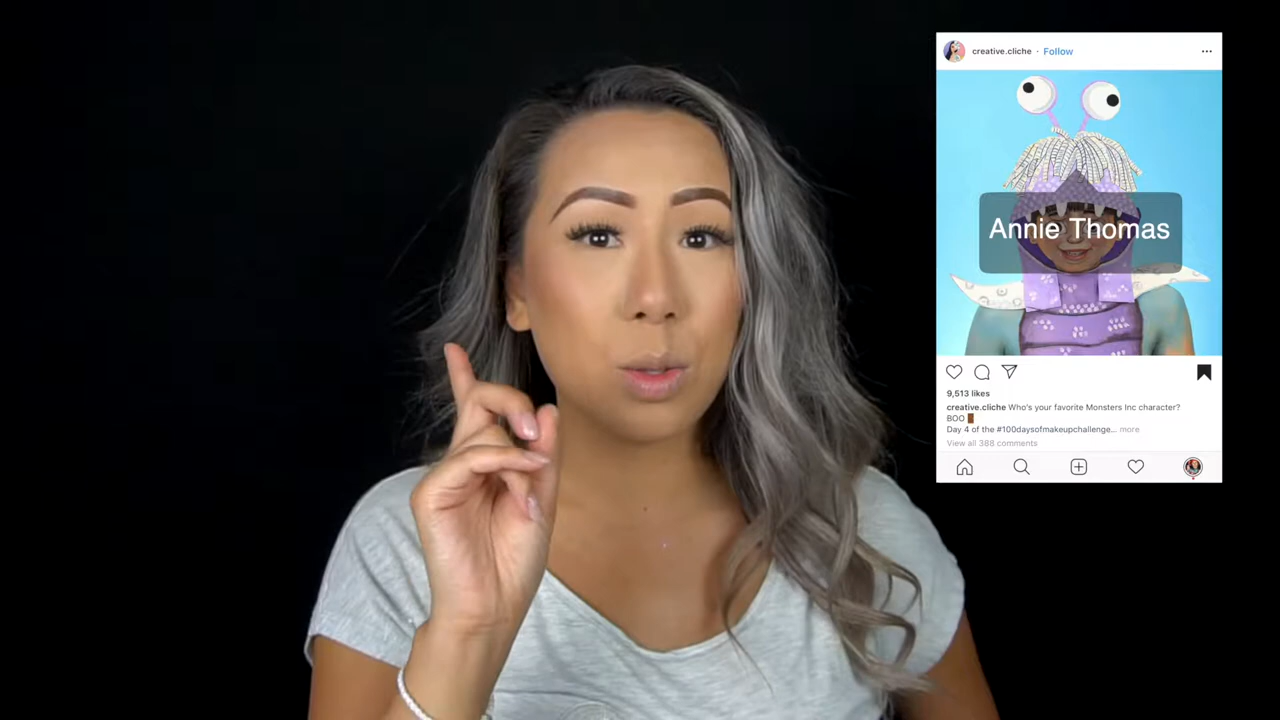 creative.cliche · Follow
Annie Thomas
9,513 likes
creative.cliche Who's your favorite Monsters Inc character?
BOO🚪
Day 4 of the #100daysofmakeupchallenge... more
View all 388 comments